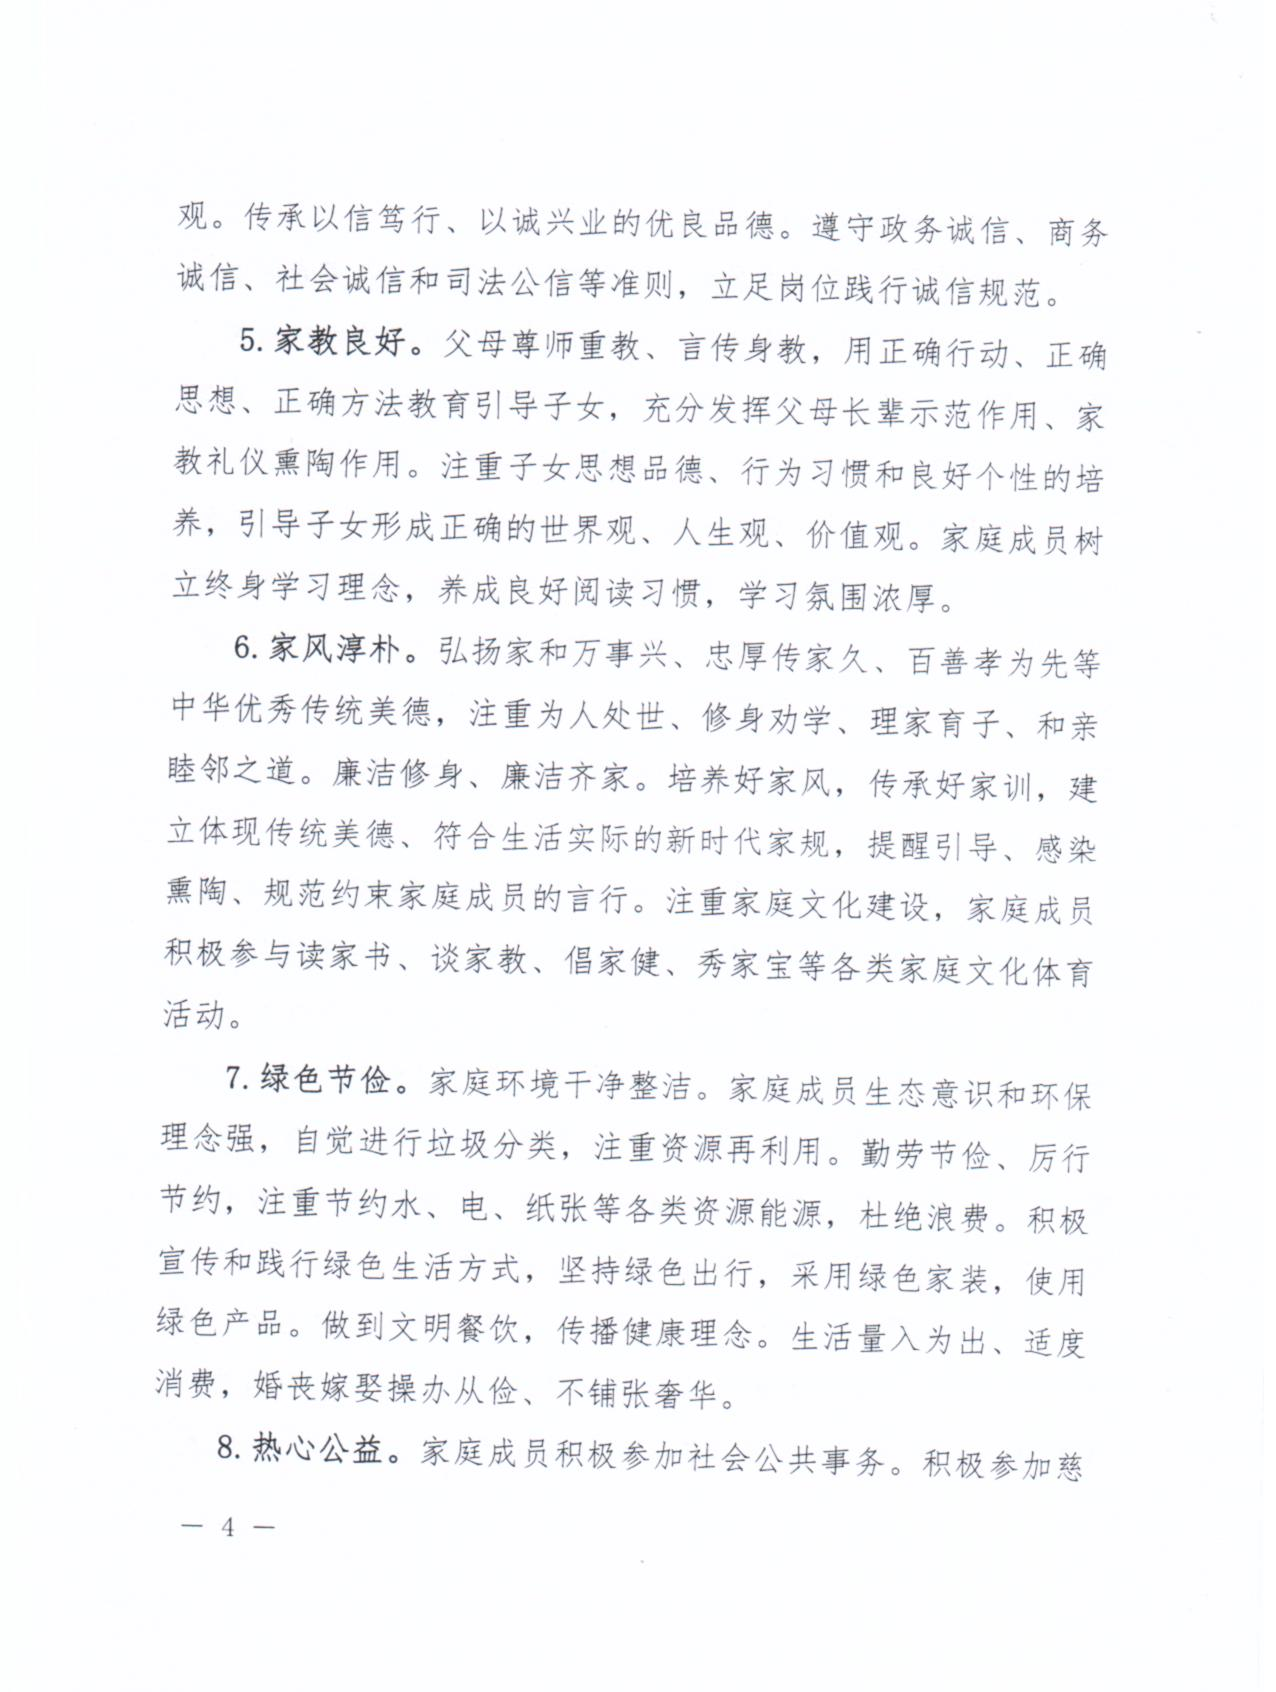 观。传承以信笃行、以诚兴业的优良品德。遵守政务诚信、商务
诚信、社会诚信和司法公信等准则，立足岗位践行诚信规范。
5.家教良好。父母尊师重教、言传身教，用正确行动、正确
思想、正确方法教育引导子女，充分发挥父母长辈示范作用、家
教礼仪熏陶作用。注重子女思想品德、行为习惯和良好个性的培
养，引导子女形成正确的世界观、人生观、价值观。家庭成员树
立终身学习理念，养成良好阅读习惯，学习氛围浓厚。
6.家风淳朴。弘扬家和万事兴、忠厚传家久、百善孝为先等
中华优秀传统美德，注重为人处世、修身劝学、理家育子、和亲
睦邻之道。廉洁修身、廉洁齐家。培养好家风，传承好家训，建
立体现传统美德、符合生活实际的新时代家规，提醒引导、感染
熏陶、规范约束家庭成员的言行。注重家庭文化建设，家庭成员
积极参与读家书、谈家教、倡家健、秀家宝等各类家庭文化体育
活动。
7.绿色节俭。家庭环境干净整洁。家庭成员生态意识和环保
理念强，自觉进行垃圾分类，注重资源再利用。勤劳节俭、厉行
节约，注重节约水、电、纸张等各类资源能源，杜绝浪费。积极
宣传和践行绿色生活方式，坚持绿色出行，采用绿色家装，使用
绿色产品。做到文明餐饮，传播健康理念。生活量入为出、适度
消费，婚丧嫁娶操办从俭、不铺张奢华。
8.热心公益。家庭成员积极参加社会公共事务。积极参加慈
— 4 —